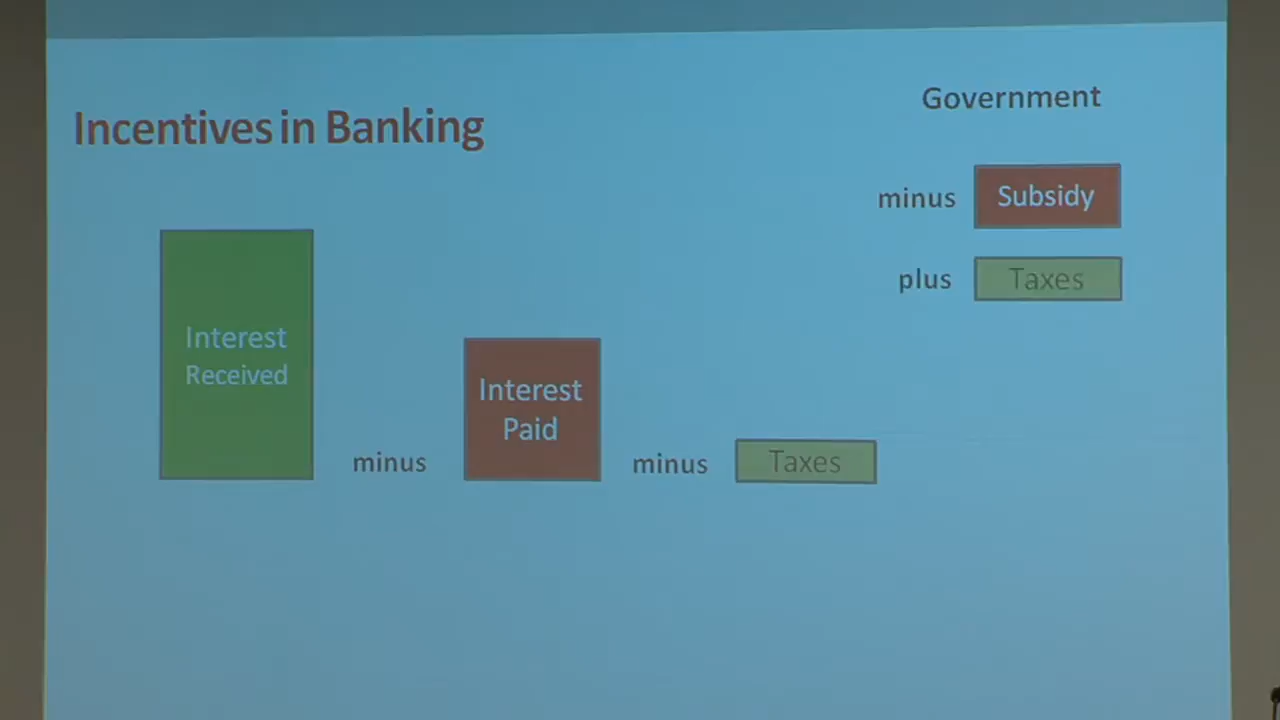 Incentives in Banking
Government
minus Subsidy
plus Taxes
Interest
Received
minus
Interest
Paid
minus
Taxes